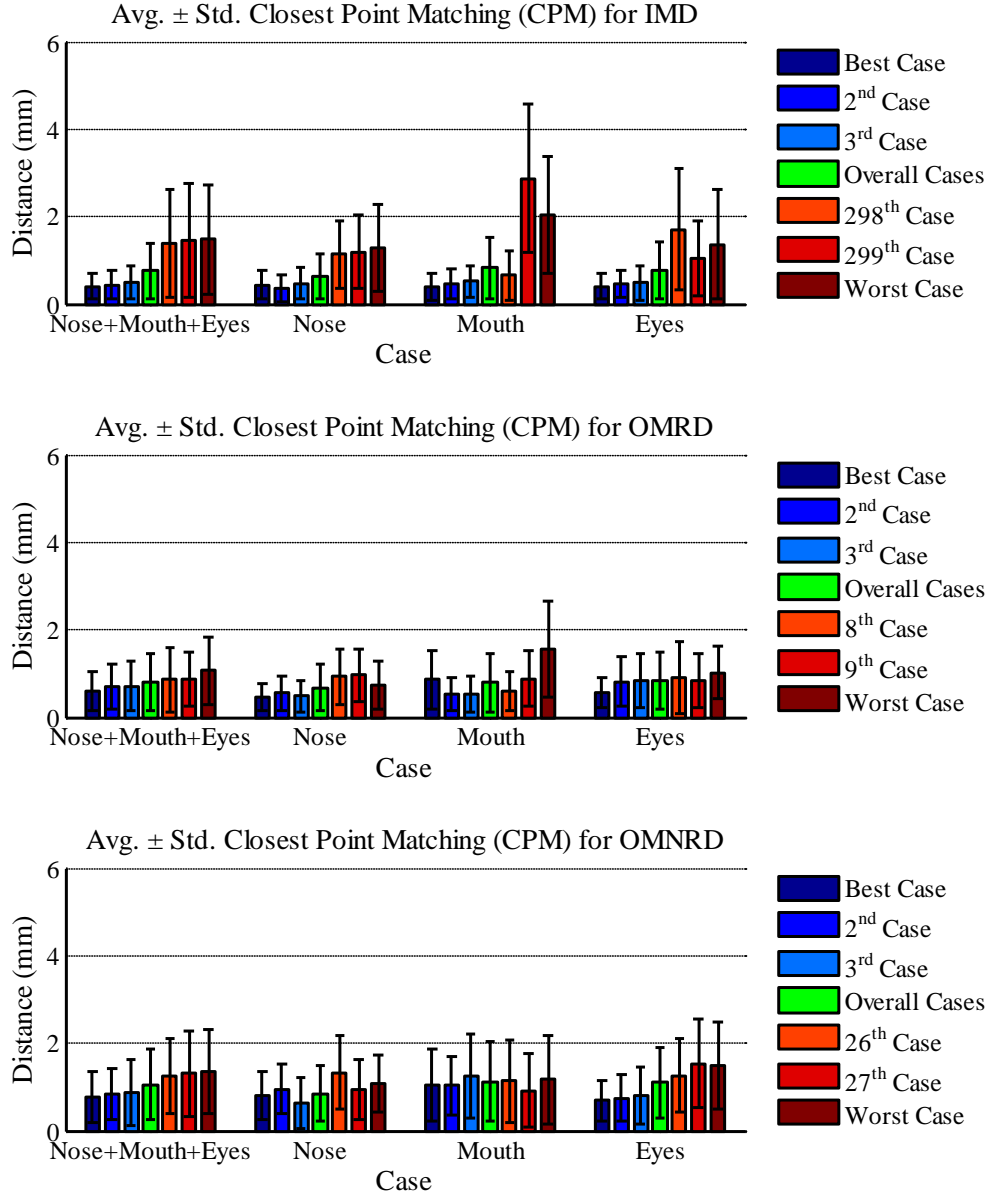 Avg. ± Std. Closest Point Matching (CPM) for IMD
Distance (mm)
6
4
2
0
Nose+Mouth+Eyes Nose Mouth Eyes
Case
Best Case
2nd Case
3rd Case
Overall Cases
298th Case
299th Case
Worst Case
Avg. ± Std. Closest Point Matching (CPM) for OMRD
Distance (mm)
6
4
2
0
Nose+Mouth+Eyes Nose Mouth Eyes
Case
Best Case
2nd Case
3rd Case
Overall Cases
8th Case
9th Case
Worst Case
Avg. ± Std. Closest Point Matching (CPM) for OMNRD
Distance (mm)
6
4
2
0
Nose+Mouth+Eyes Nose Mouth Eyes
Case
Best Case
2nd Case
3rd Case
Overall Cases
26th Case
27th Case
Worst Case